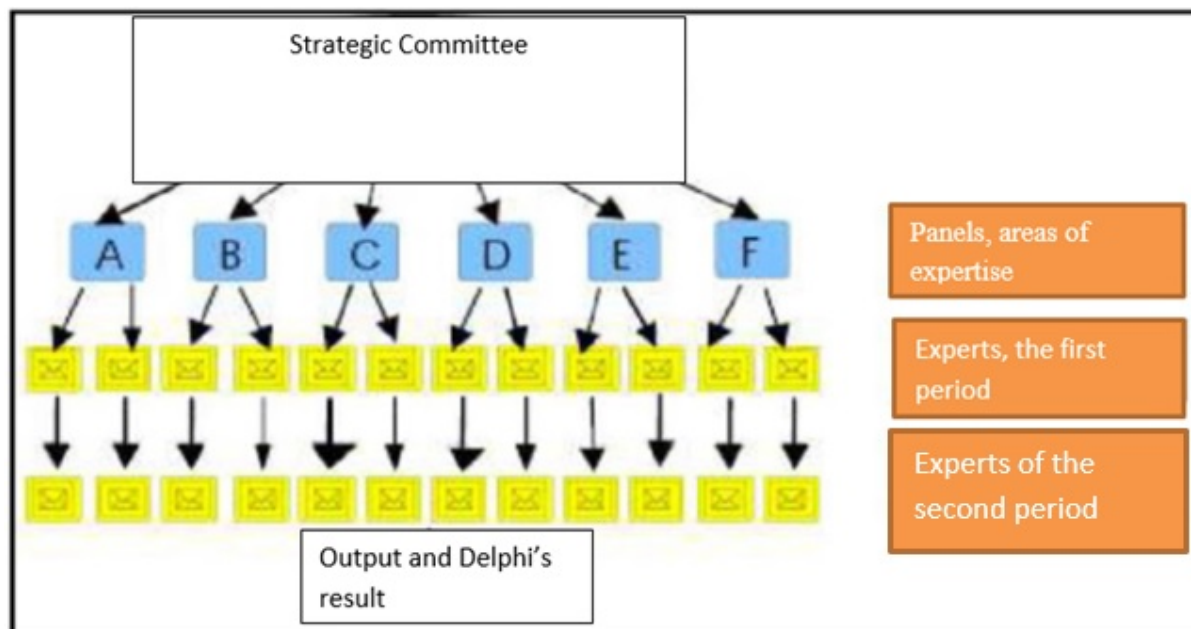 Strategic Committee
A B C D E F
Panels, areas of
expertise
Experts, the first
period
Experts of the
second period
Output and Delphi's
result